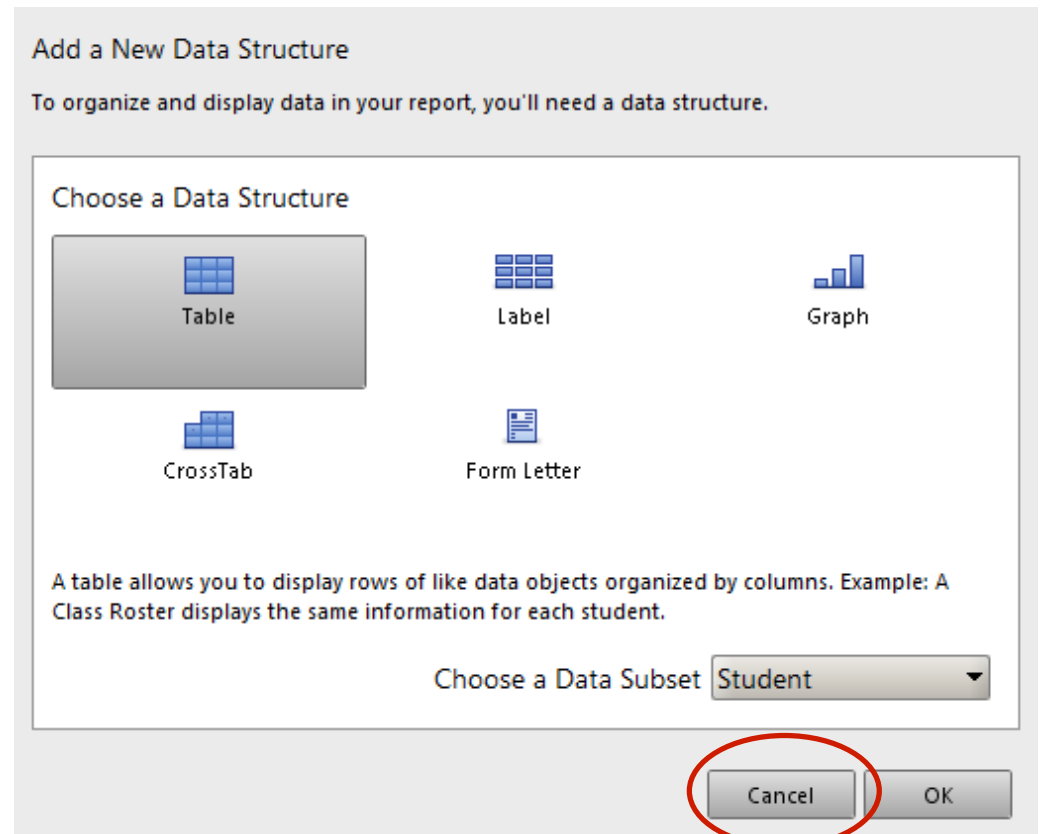 Add a New Data Structure
To organize and display data in your report, you'll need a data structure.
Choose a Data Structure
Table
Label
Graph
CrossTab
Form Letter
A table allows you to display rows of like data objects organized by columns. Example: A
Class Roster displays the same information for each student.
Choose a Data Subset Student
Cancel OK